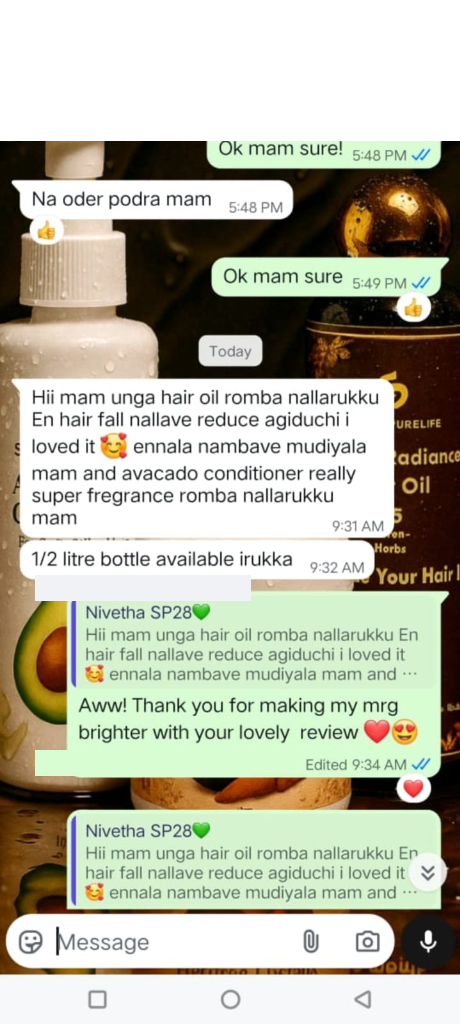 Ok mam sure! 5:48 PM
Na oder podra mam 5:48 PM
Ok mam sure 5:49 PM
Today
Hii mam unga hair oil romba nallarukku
En hair fall nallave reduce agiduchi i
loved it 🥰 ennala nambave mudiyala
mam and avacado conditioner really
super fregrance romba nallarukku
mam
9:31 AM
1/2 litre bottle available irukka 9:32 AM
Nivetha SP28💚
Hii mam unga hair oil romba nallarukku En
hair fall nallave reduce agiduchi i loved it
🥰 ennala nambave mudiyala mam and ···
Aww! Thank you for making my mrg
brighter with your lovely review ❤️😍
Edited 9:34 AM
Nivetha SP28💚
Hii mam unga hair oil romba nallarukku En
hair fall nallave reduce agiduchi i loved it
🥰 ennala nambave mudiyala mam and ···
Message
PURELIFE
Radiance
Oil
Horbs
Your Hair